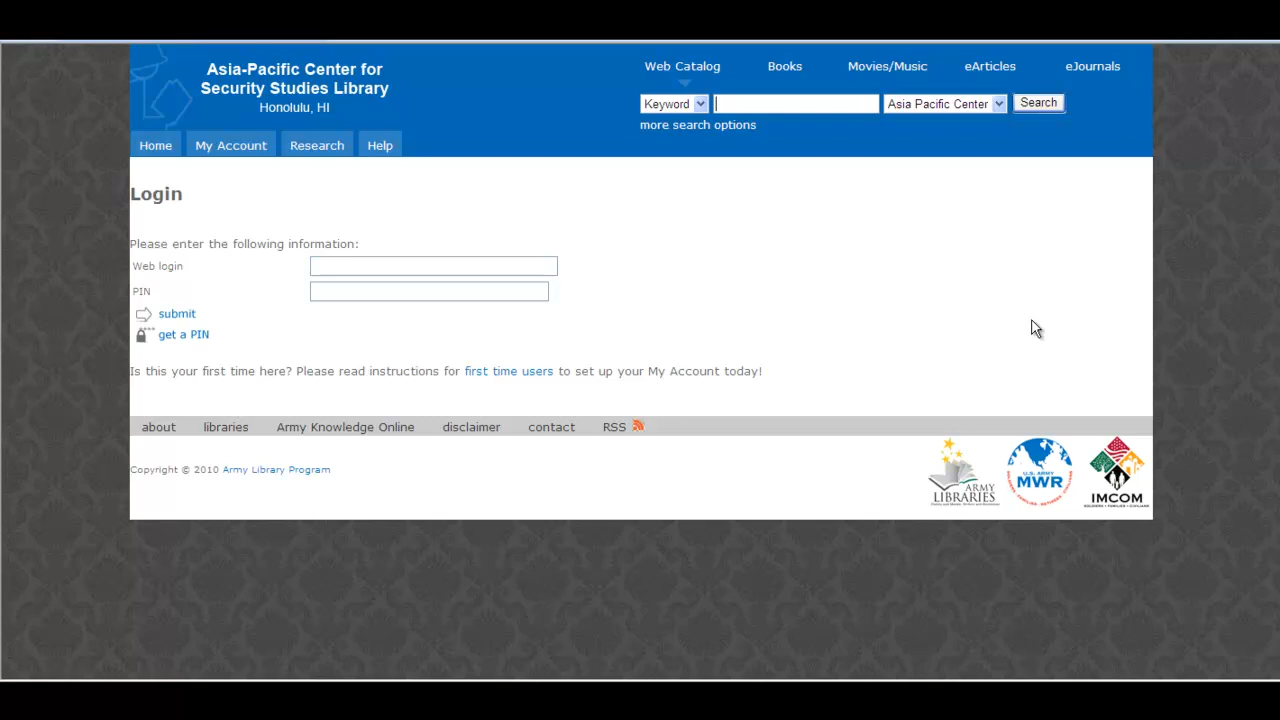 Asia-Pacific Center for
Security Studies Library
Honolulu, HI
Web Catalog Books Movies/Music eArticles eJournals
Keyword Asia Pacific Center Search
more search options
Home My Account Research Help
Login
Please enter the following information:
Web login
PIN
submit
get a PIN
Is this your first time here? Please read instructions for first time users to set up your My Account today!
about libraries Army Knowledge Online disclaimer contact RSS
Copyright © 2010 Army Library Program
ARMY
LIBRARIES
U.S. ARMY
MWR
IMCOM